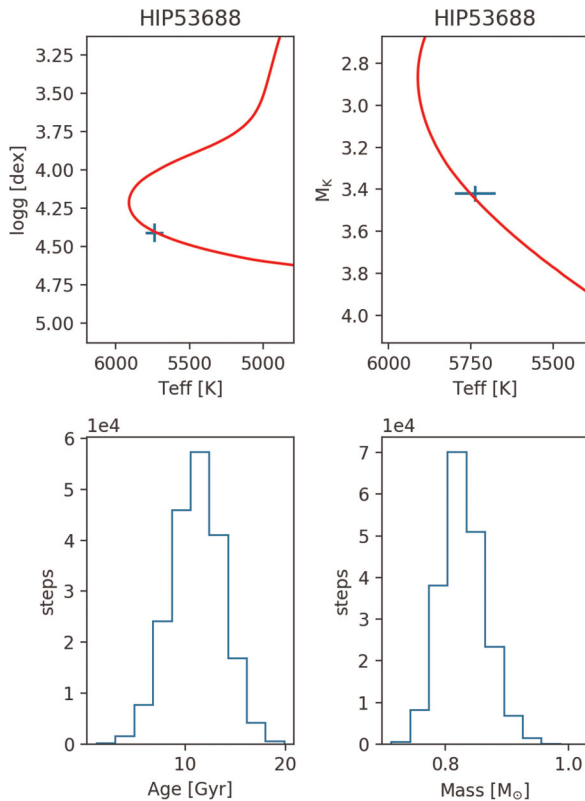 HIP53688
HIP53688
3.25
3.50
3.75
4.00
4.25
4.50
4.75
5.00
logg [dex]
6000 5500 5000
Teff [K]
2.8
3.0
3.2
3.4
3.6
3.8
4.0
M_K
6000 5750 5500
Teff [K]
1e4
6
5
4
3
2
1
0
steps
10 20
Age [Gyr]
1e4
7
6
5
4
3
2
1
0
steps
0.8 1.0
Mass [M⊙]